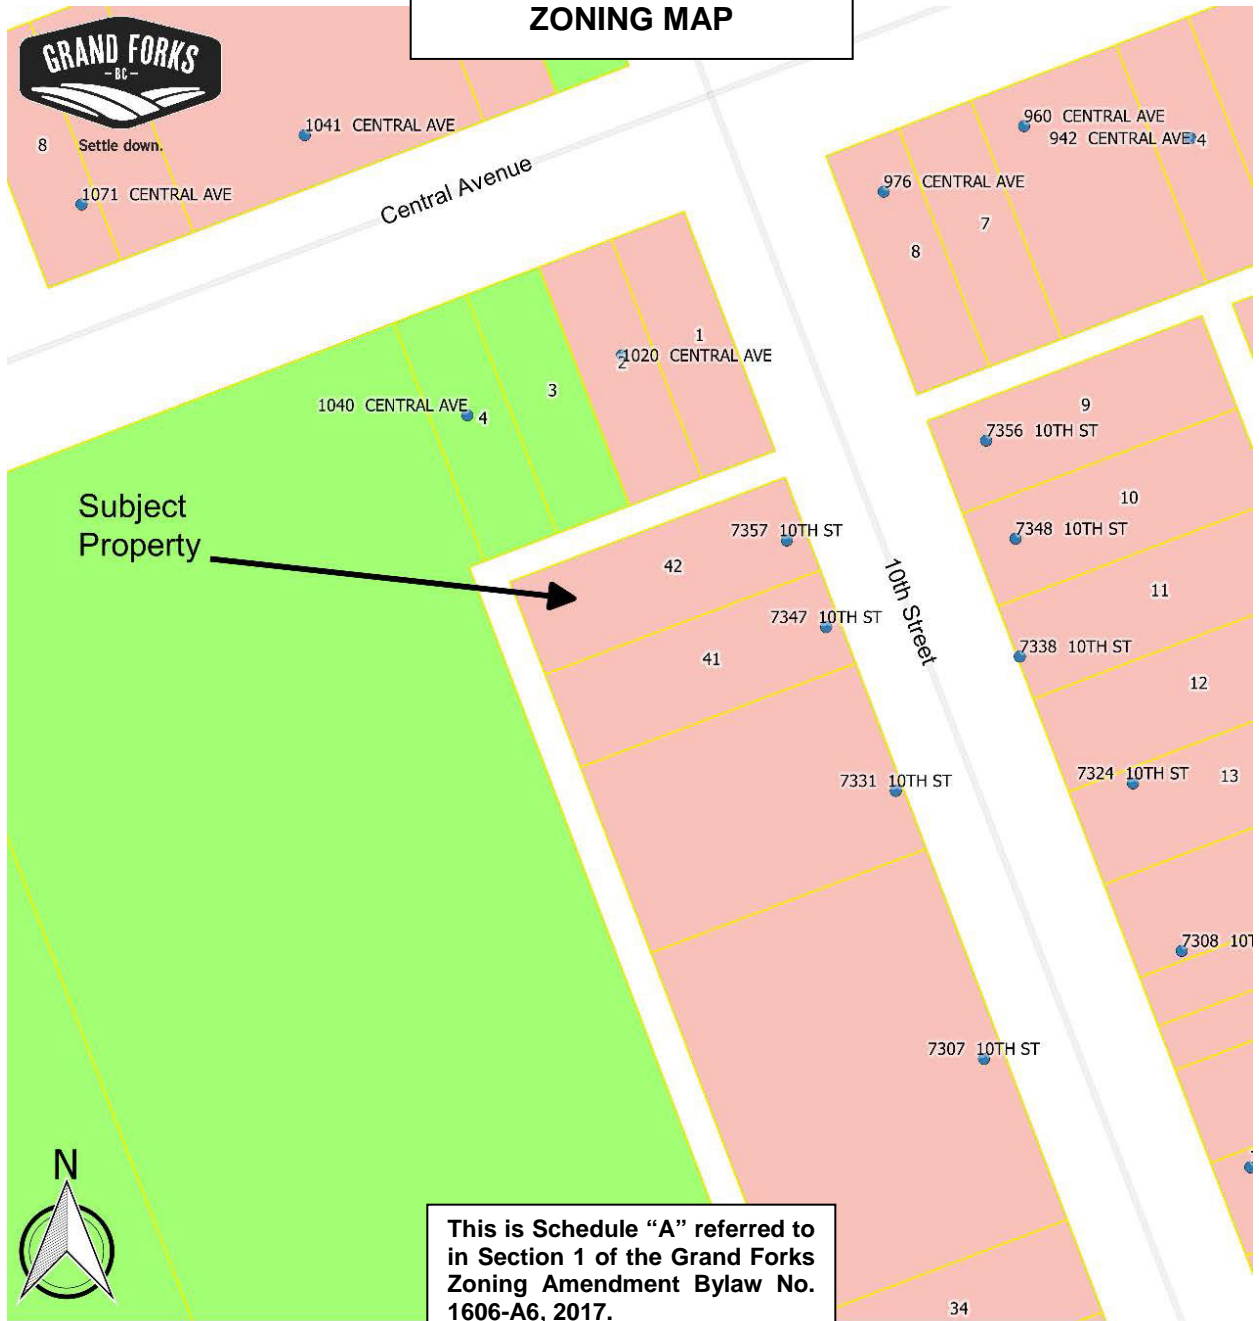 ZONING MAP
GRAND FORKS
- BC -
Settle down.
8
1041 CENTRAL AVE
1071 CENTRAL AVE
Central Avenue
960 CENTRAL AVE
942 CENTRAL AVE
4
976 CENTRAL AVE
7
8
1
1020 CENTRAL AVE
2
3
1040 CENTRAL AVE
4
9
7356 10TH ST
10
7348 10TH ST
Subject
Property
7357 10TH ST
42
7347 10TH ST
41
10th Street
11
7338 10TH ST
12
7331 10TH ST
7324 10TH ST
13
7308 10T
7307 10TH ST
N
34
This is Schedule “A” referred to
in Section 1 of the Grand Forks
Zoning Amendment Bylaw No.
1606-A6, 2017.